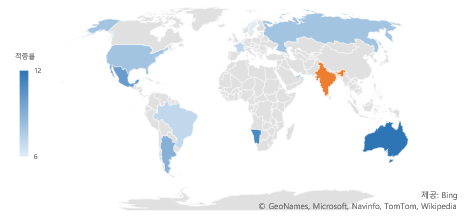 적중률
12
6
제공: Bing
© GeoNames, Microsoft, Navinfo, TomTom, Wikipedia